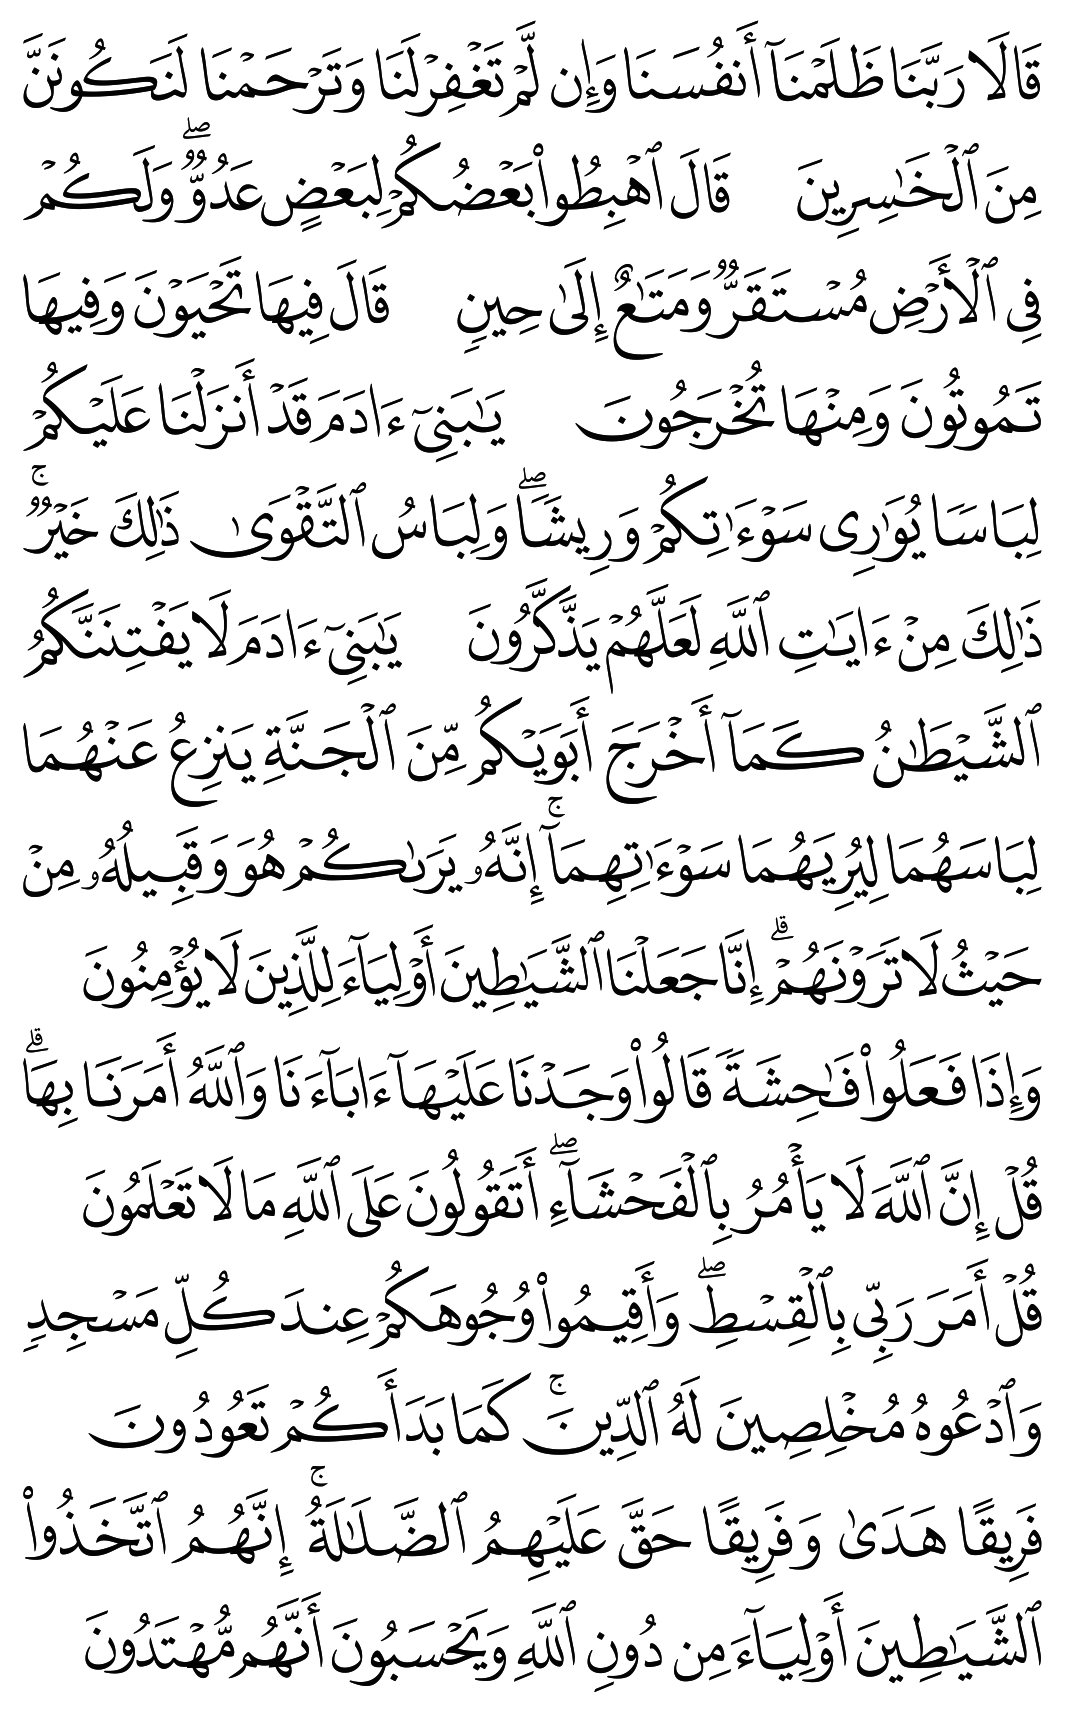 قَالَا رَبَّنَا ظَلَمْنَآ أَنفُسَنَا وَإِن لَّمْ تَغْفِرْ لَنَا وَتَرْحَمْنَا لَنَكُونَنَّ
مِنَ ٱلْخَـٰسِرِينَ قَالَ ٱهْبِطُوا۟ بَعْضُكُمْ لِبَعْضٍ عَدُوٌّ ۖ وَلَكُمْ
فِى ٱلْأَرْضِ مُسْتَقَرٌّ وَمَتَـٰعٌ إِلَىٰ حِينٍ قَالَ فِيهَا تَحْيَوْنَ وَفِيهَا
تَمُوتُونَ وَمِنْهَا تُخْرَجُونَ يَـٰبَنِىٓ ءَادَمَ قَدْ أَنزَلْنَا عَلَيْكُمْ
لِبَاسًا يُوَٰرِى سَوْءَٰتِكُمْ وَرِيشًا ۖ وَلِبَاسُ ٱلتَّقْوَىٰ ذَٰلِكَ خَيْرٌ ۚ
ذَٰلِكَ مِنْ ءَايَـٰتِ ٱللَّهِ لَعَلَّهُمْ يَذَّكَّرُونَ يَـٰبَنِىٓ ءَادَمَ لَا يَفْتِنَنَّكُمُ
ٱلشَّيْطَـٰنُ كَمَآ أَخْرَجَ أَبَوَيْكُم مِّنَ ٱلْجَنَّةِ يَنزِعُ عَنْهُمَا
لِبَاسَهُمَا لِيُرِيَهُمَا سَوْءَٰتِهِمَآ ۚ إِنَّهُۥ يَرَىٰكُمْ هُوَ وَقَبِيلُهُۥ مِنْ
حَيْثُ لَا تَرَوْنَهُمْ ۗ إِنَّا جَعَلْنَا ٱلشَّيَـٰطِينَ أَوْلِيَآءَ لِلَّذِينَ لَا يُؤْمِنُونَ
وَإِذَا فَعَلُوا۟ فَـٰحِشَةً قَالُوا۟ وَجَدْنَا عَلَيْهَآ ءَابَآءَنَا وَٱللَّهُ أَمَرَنَا بِهَا ۗ
قُلْ إِنَّ ٱللَّهَ لَا يَأْمُرُ بِٱلْفَحْشَآءِ ۖ أَتَقُولُونَ عَلَى ٱللَّهِ مَا لَا تَعْلَمُونَ
قُلْ أَمَرَ رَبِّى بِٱلْقِسْطِ ۖ وَأَقِيمُوا۟ وُجُوهَكُمْ عِندَ كُلِّ مَسْجِدٍ
وَٱدْعُوهُ مُخْلِصِينَ لَهُ ٱلدِّينَ ۚ كَمَا بَدَأَكُمْ تَعُودُونَ
فَرِيقًا هَدَىٰ وَفَرِيقًا حَقَّ عَلَيْهِمُ ٱلضَّلَـٰلَةُ ۚ إِنَّهُمُ ٱتَّخَذُوا۟
ٱلشَّيَـٰطِينَ أَوْلِيَآءَ مِن دُونِ ٱللَّهِ وَيَحْسَبُونَ أَنَّهُم مُّهْتَدُونَ